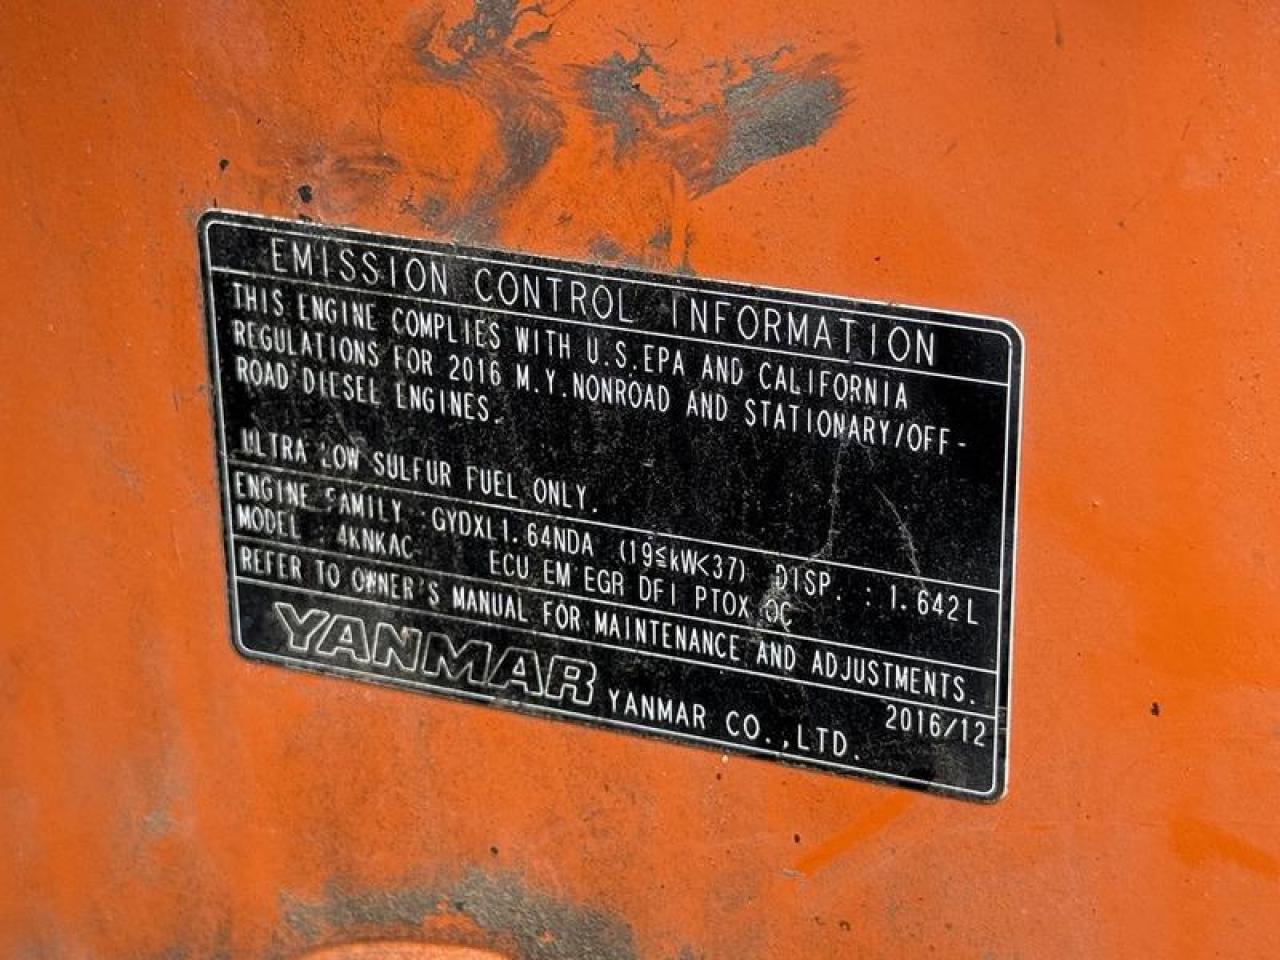 EMISSION CONTROL INFORMATION
THIS ENGINE COMPLIES WITH U.S.EPA AND CALIFORNIA
REGULATIONS FOR 2016 M.Y.NONROAD AND STATIONARY/OFF-
ROAD DIESEL ENGINES.
ULTRA LOW SULFUR FUEL ONLY.
ENGINE FAMILY : GYDXL1.64NDA (19≦kW<37) DISP. : 1.642L
MODEL : 4KNKAC ECU EM EGR DFI PTOX OC
REFER TO OWNER'S MANUAL FOR MAINTENANCE AND ADJUSTMENTS.
2016/12
YANMAR YANMAR CO.,LTD.